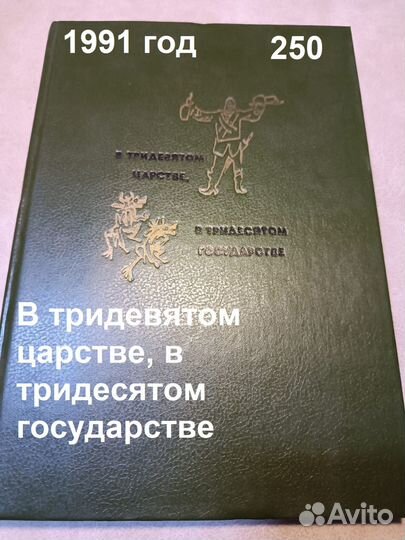 1991 год 250
В ТРИДЕВЯТОМ
ЦАРСТВЕ,
В ТРИДЕСЯТОМ
ГОСУДАРСТВЕ
В тридевятом
царстве, в
тридесятом
государстве
Avito